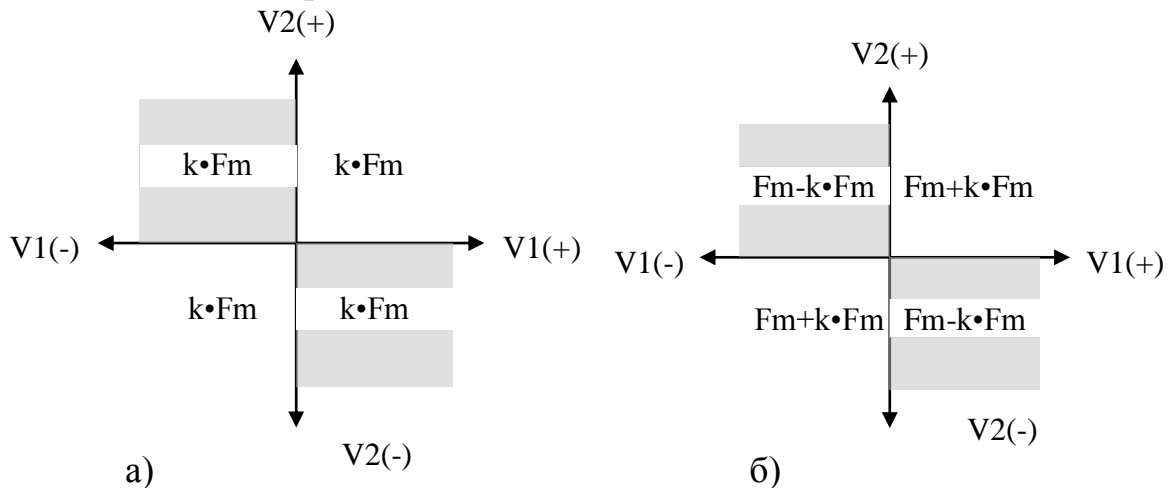 V2(+)
k•Fm k•Fm
V1(-) V1(+)
k•Fm k•Fm
V2(-)
а)
V2(+)
Fm-k•Fm Fm+k•Fm
V1(-) V1(+)
Fm+k•Fm Fm-k•Fm
V2(-)
б)